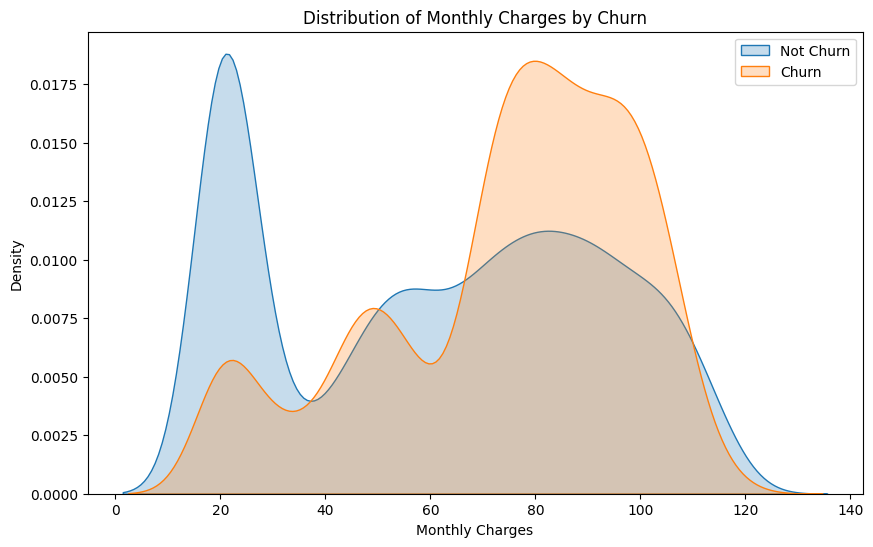 Distribution of Monthly Charges by Churn
Not Churn
Churn
Density
0.0175
0.0150
0.0125
0.0100
0.0075
0.0050
0.0025
0.0000
0 20 40 60 80 100 120 140
Monthly Charges